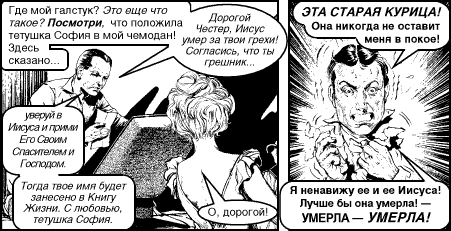 Где мой галстук? Это еще что
такое? Посмотри, что положила
тетушка София в мой чемодан!
Здесь
сказано...
Дорогой
Честер, Иисус
умер за твои грехи!
Согласись, что ты
грешник...
уверуй в
Иисуса и прими
Его Своим
Спасителем и
Господом.
Тогда твое имя будет
занесено в Книгу
Жизни. С любовью,
тетушка София.
О, дорогой!
ЭТА СТАРАЯ КУРИЦА!
Она никогда не оставит
меня в покое!
Я ненавижу ее и ее Иисуса!
Лучше бы она умерла! —
УМЕРЛА — УМЕРЛА!